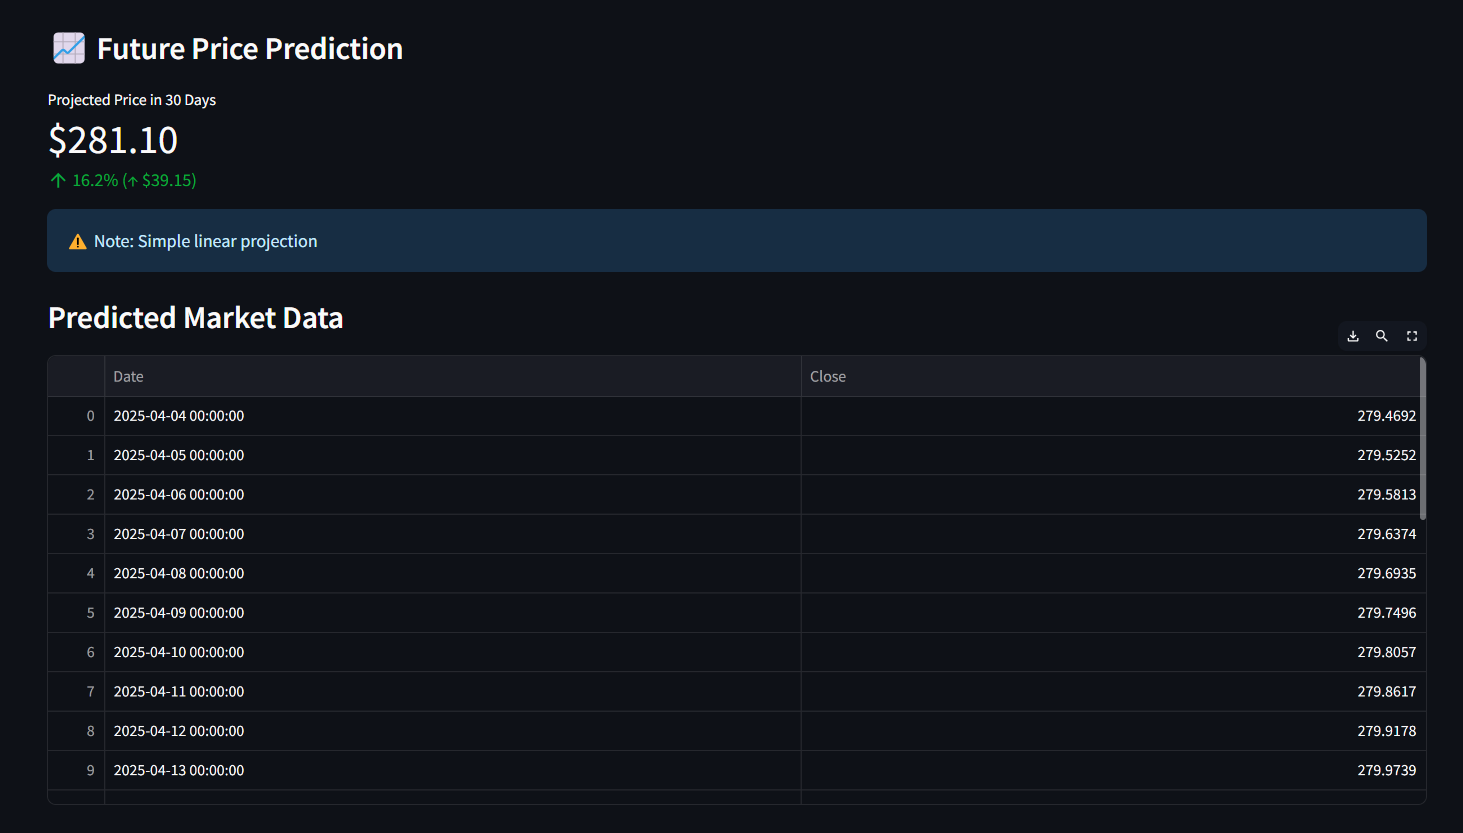 Future Price Prediction
Projected Price in 30 Days
$281.10
↑ 16.2% (↑ $39.15)
⚠ Note: Simple linear projection
Predicted Market Data
Date Close
0 2025-04-04 00:00:00 279.4692
1 2025-04-05 00:00:00 279.5252
2 2025-04-06 00:00:00 279.5813
3 2025-04-07 00:00:00 279.6374
4 2025-04-08 00:00:00 279.6935
5 2025-04-09 00:00:00 279.7496
6 2025-04-10 00:00:00 279.8057
7 2025-04-11 00:00:00 279.8617
8 2025-04-12 00:00:00 279.9178
9 2025-04-13 00:00:00 279.9739